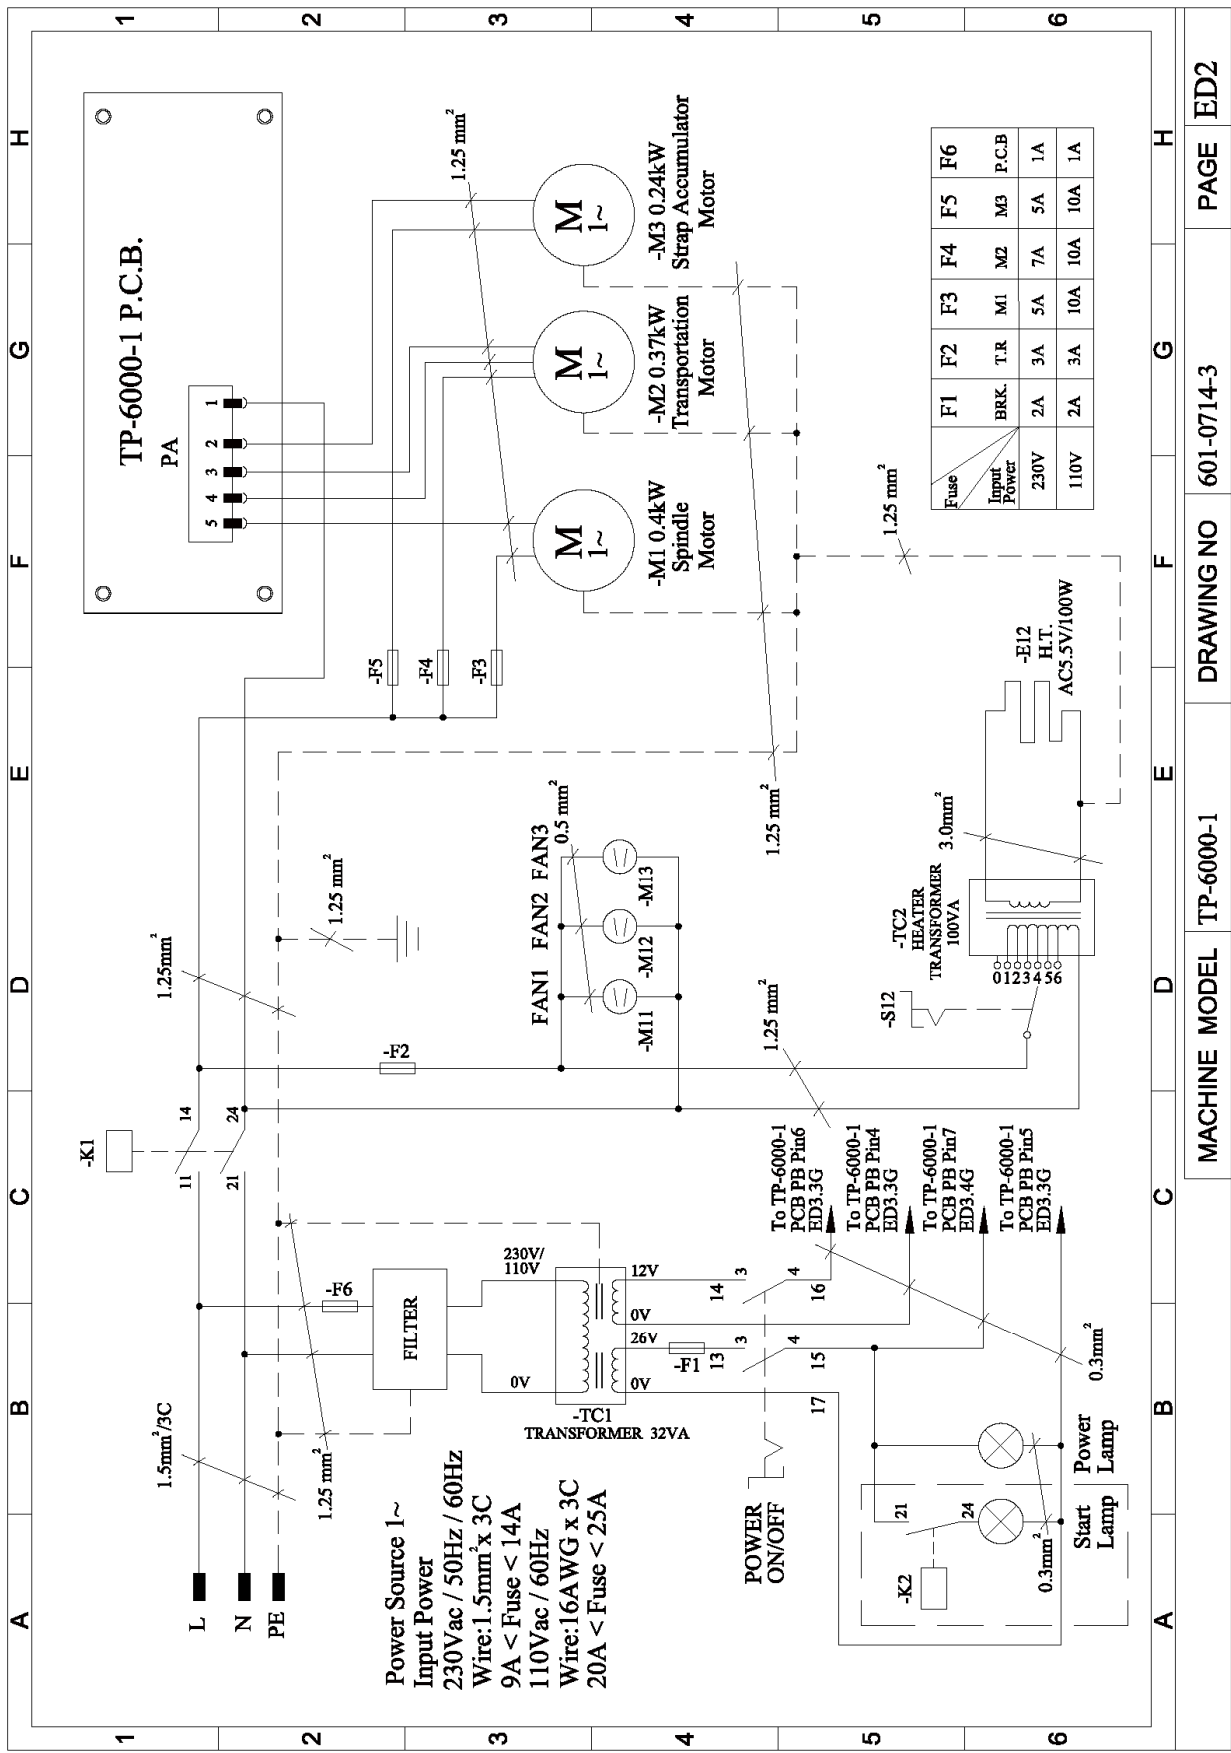 A
B
C
D
E
F
G
H
1
2
3
4
5
6
TP-6000-1 P.C.B.
PA
5 4 3 2 1
L
N
PE
1.5mm²/3C
1.25 mm²
-K1
11 14
21 24
1.25mm²
1.25 mm²
-F6
FILTER
-F2
-F5
-F4
-F3
1.25 mm²
M
1~
-M1 0.4kW
Spindle
Motor
M
1~
-M2 0.37kW
Transportation
Motor
M
1~
-M3 0.24kW
Strap Accumulator
Motor
Power Source 1~
Input Power
230Vac / 50Hz / 60Hz
Wire:1.5mm² x 3C
9A < Fuse < 14A
110Vac / 60Hz
Wire:16AWG x 3C
20A < Fuse < 25A
0V
230V/
110V
-TC1
TRANSFORMER 32VA
0V
26V
0V
12V
-F1
13
3
4
15
14
3
4
16
17
POWER
ON/OFF
FAN1 FAN2 FAN3
0.5 mm²
-M11
-M12
-M13
1.25 mm²
1.25 mm²
To TP-6000-1
PCB PB Pin6
ED3.3G
To TP-6000-1
PCB PB Pin4
ED3.3G
To TP-6000-1
PCB PB Pin7
ED3.4G
To TP-6000-1
PCB PB Pin5
ED3.3G
0.3mm²
-S12
0123456
-TC2
HEATER
TRANSFORMER
100VA
3.0mm²
-E12
H.T.
AC5.5V/100W
1.25 mm²
-K2
21
24
0.3mm²
Start
Lamp
Power
Lamp
Fuse F1 F2 F3 F4 F5 F6
Input
Power BRK. T.R M1 M2 M3 P.C.B
230V 2A 3A 5A 7A 5A 1A
110V 2A 3A 10A 10A 10A 1A
1
2
3
4
5
6
A
B
C
D
E
F
G
H
MACHINE MODEL TP-6000-1 DRAWING NO 601-0714-3 PAGE ED2